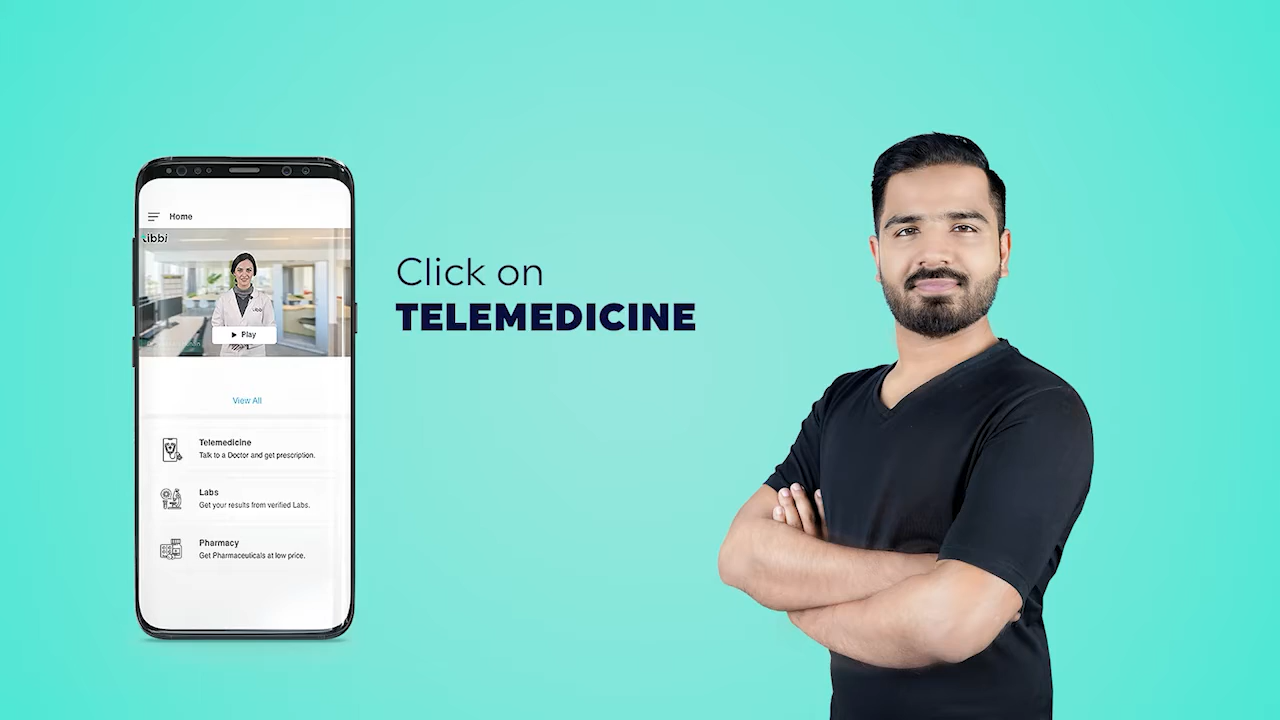 Home
tibbi
Play
View All
Telemedicine
Talk to a Doctor and get prescription.
Labs
Get your results from verified Labs.
Pharmacy
Get Pharmaceuticals at low price.
Click on
TELEMEDICINE